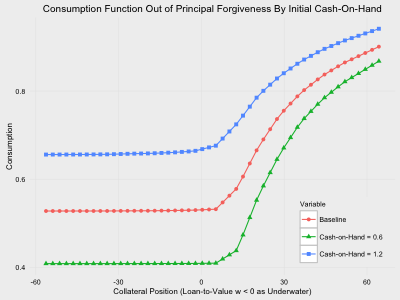 Consumption Function Out of Principal Forgiveness By Initial Cash-On-Hand
Consumption
0.8
0.6
0.4
-60
-30
0
30
60
Collateral Position (Loan-to-Value w < 0 as Underwater)
Variable
Baseline
Cash-on-Hand = 0.6
Cash-on-Hand = 1.2